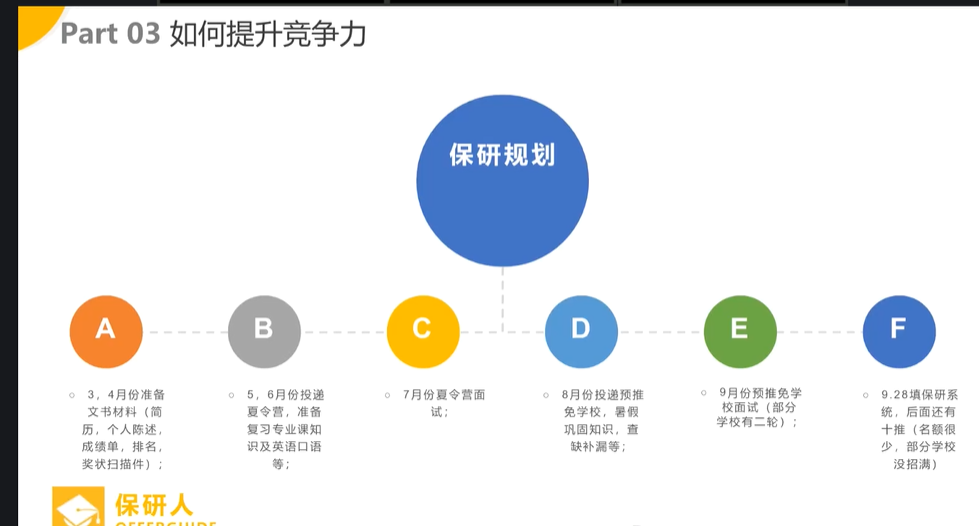 Part 03 如何提升竞争力
保研规划
A
B
C
D
E
F
○ 3，4月份准备
文书材料（简
历，个人陈述，
成绩单，排名，
奖状扫描件）；
○ 5，6月份投递
夏令营，准备
复习专业课知
识及英语口语
等；
○ 7月份夏令营面
试；
○ 8月份投递预推
免学校，暑假
巩固知识，查
缺补漏等；
○ 9月份预推免学
校面试（部分
学校有二轮）；
○ 9.28填保研系
统，后面还有
十推（名额很
少，部分学校
没招满）
保研人
OFFERGUIDE